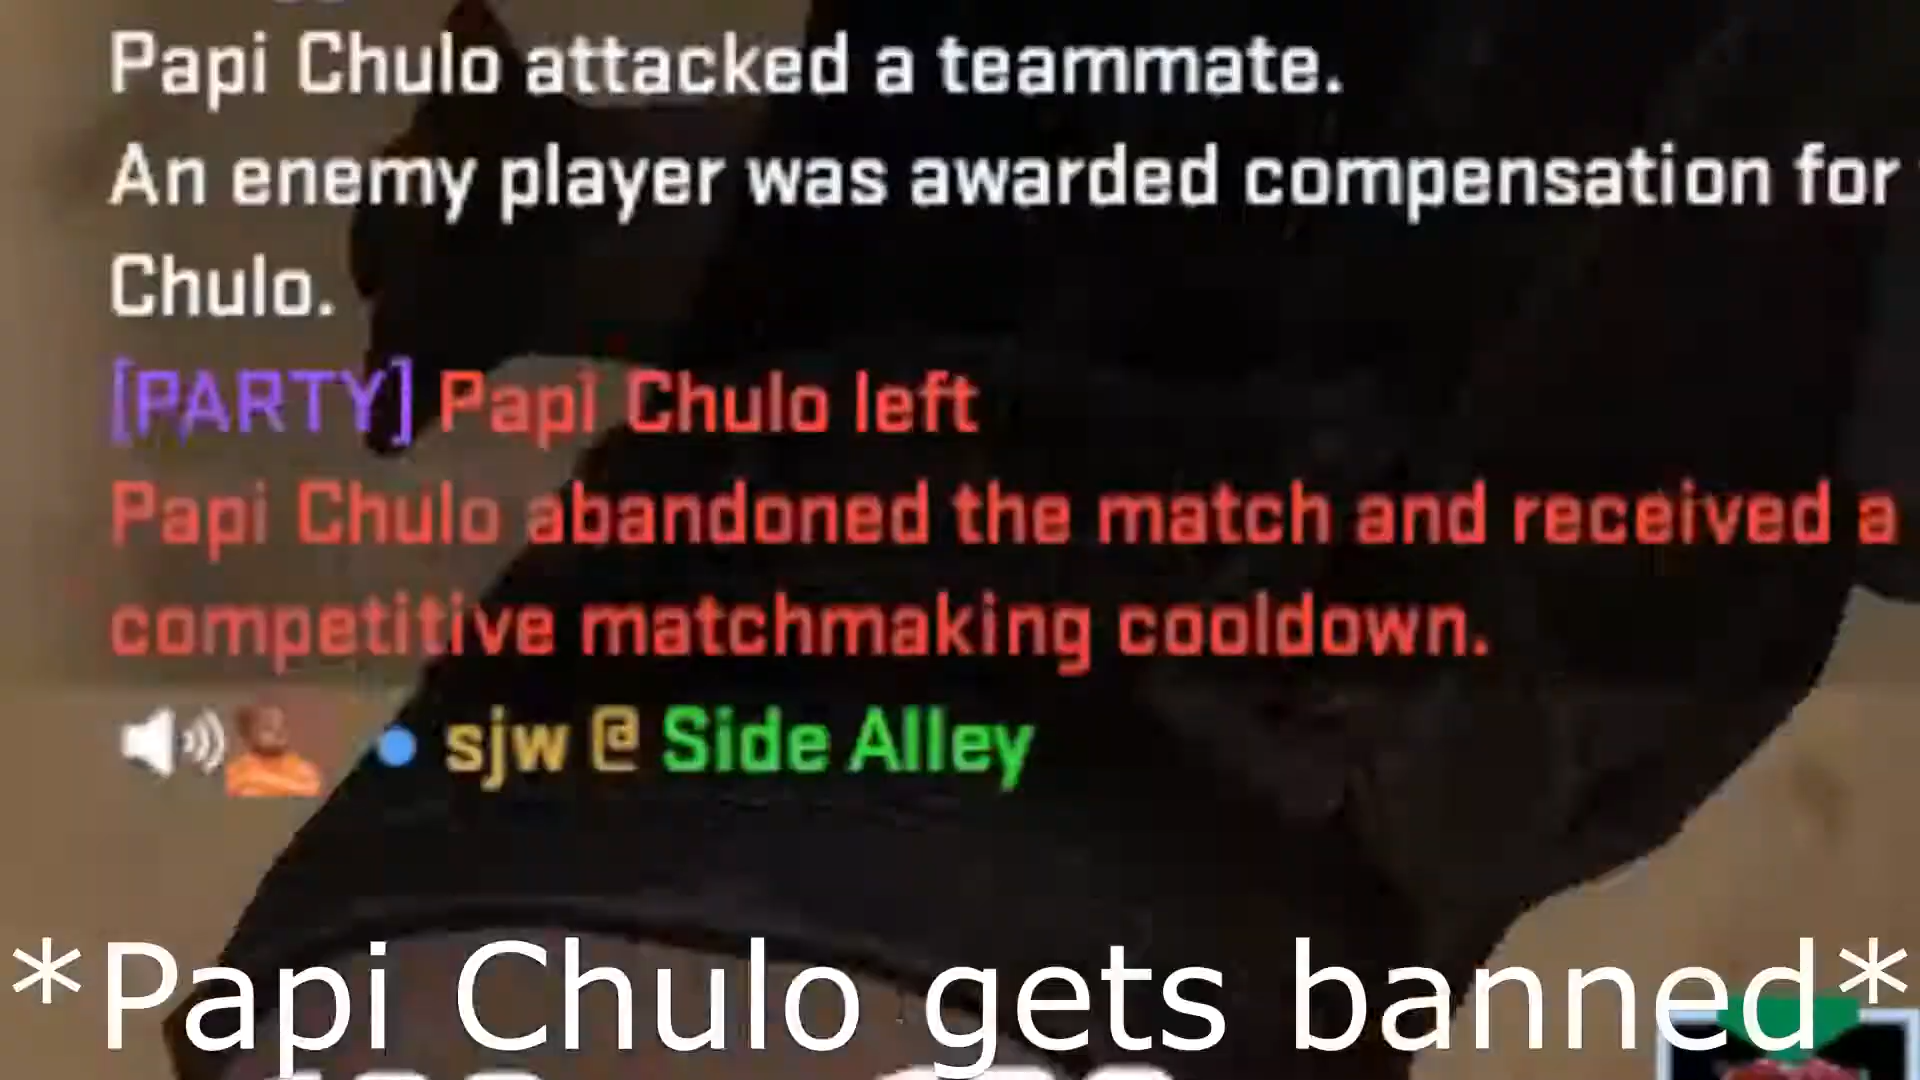 Papi Chulo attacked a teammate.
An enemy player was awarded compensation for
Chulo.
[PARTY] Papi Chulo left
Papi Chulo abandoned the match and received a
competitive matchmaking cooldown.
sjw @ Side Alley
*Papi Chulo gets banned*